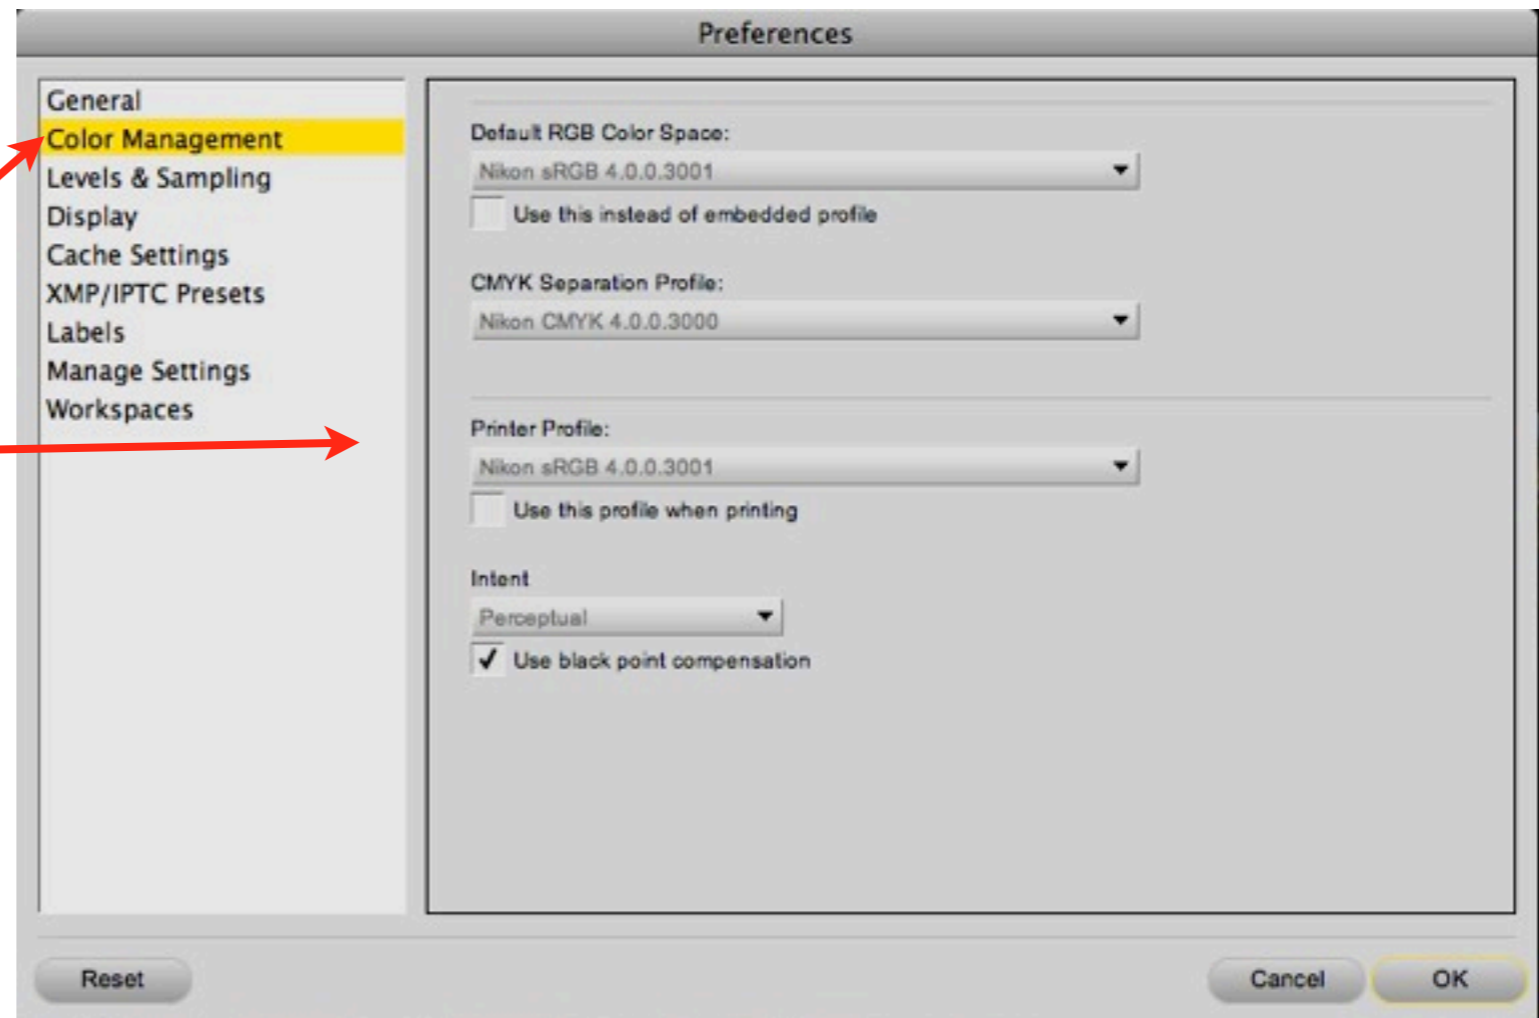 Preferences
General
Color Management
Levels & Sampling
Display
Cache Settings
XMP/IPTC Presets
Labels
Manage Settings
Workspaces
Default RGB Color Space:
Nikon sRGB 4.0.0.3001
Use this instead of embedded profile
CMYK Separation Profile:
Nikon CMYK 4.0.0.3000
Printer Profile:
Nikon sRGB 4.0.0.3001
Use this profile when printing
Intent
Perceptual
Use black point compensation
Reset
Cancel
OK